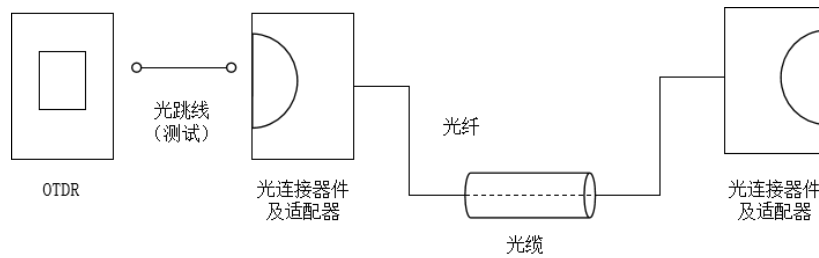 光跳线
（测试）
OTDR
光连接器件
及适配器
光纤
光缆
光连接器件
及适配器